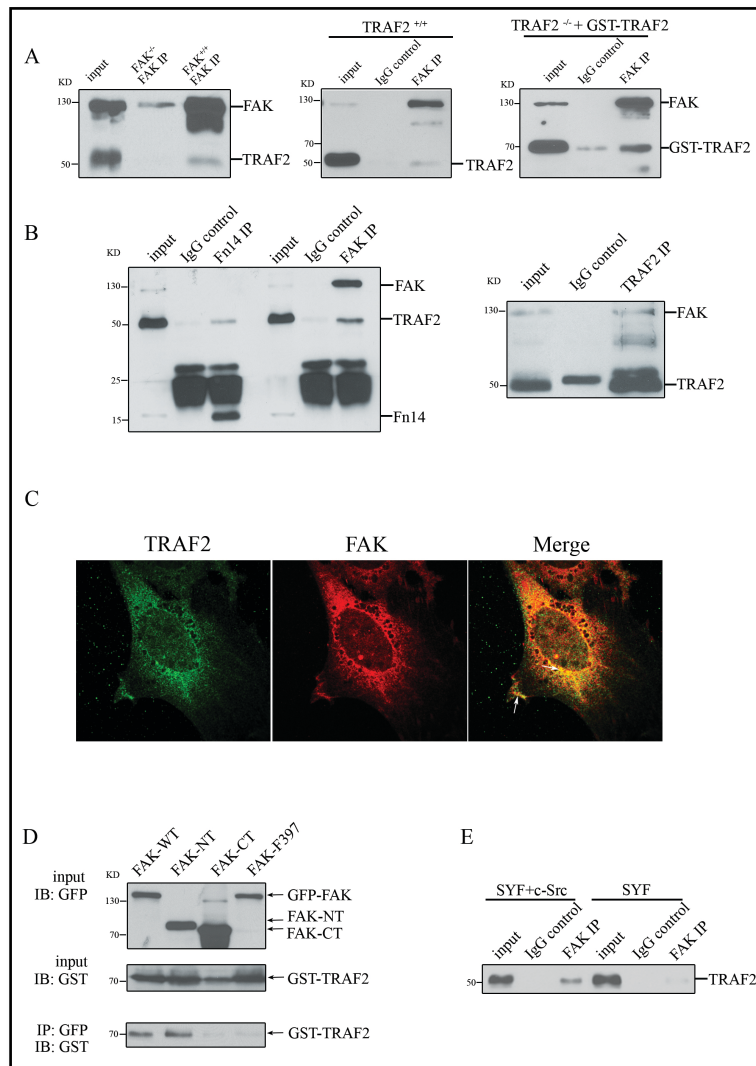 A
TRAF2 +/+
TRAF2 -/- + GST-TRAF2
input
FAK-/- FAK IP
FAK+/+ FAK IP
input
IgG control
FAK IP
input
IgG control
FAK IP
KD
130
50
FAK
TRAF2
KD
130
70
50
TRAF2
KD
130
70
FAK
GST-TRAF2
B
input
IgG control
Fn14 IP
input
IgG control
FAK IP
KD
130
50
25
15
FAK
TRAF2
Fn14
input
IgG control
TRAF2 IP
KD
130
50
FAK
TRAF2
C
TRAF2
FAK
Merge
D
FAK-WT
FAK-NT
FAK-CT
FAK-F397
input
IB: GFP
KD
130
70
GFP-FAK
FAK-NT
FAK-CT
input
IB: GST
70
GST-TRAF2
IP: GFP
IB: GST
70
GST-TRAF2
E
SYF+c-Src
SYF
input
IgG control
FAK IP
input
IgG control
FAK IP
50
TRAF2